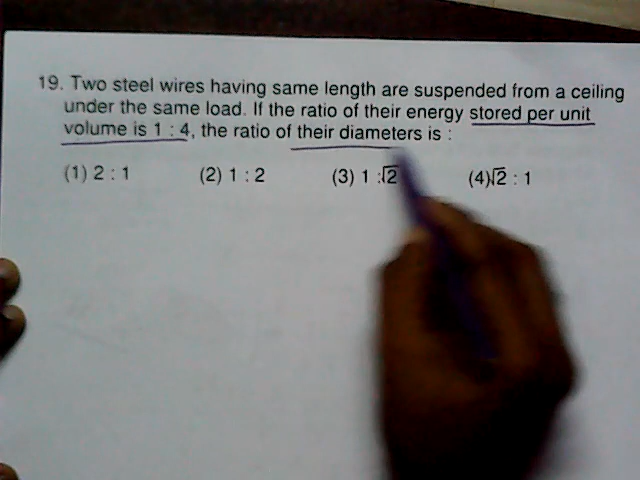 19. Two steel wires having same length are suspended from a ceiling
under the same load. If the ratio of their energy stored per unit
volume is 1 : 4, the ratio of their diameters is :
(1) 2 : 1 (2) 1 : 2 (3) 1 :√2 (4)√2 : 1